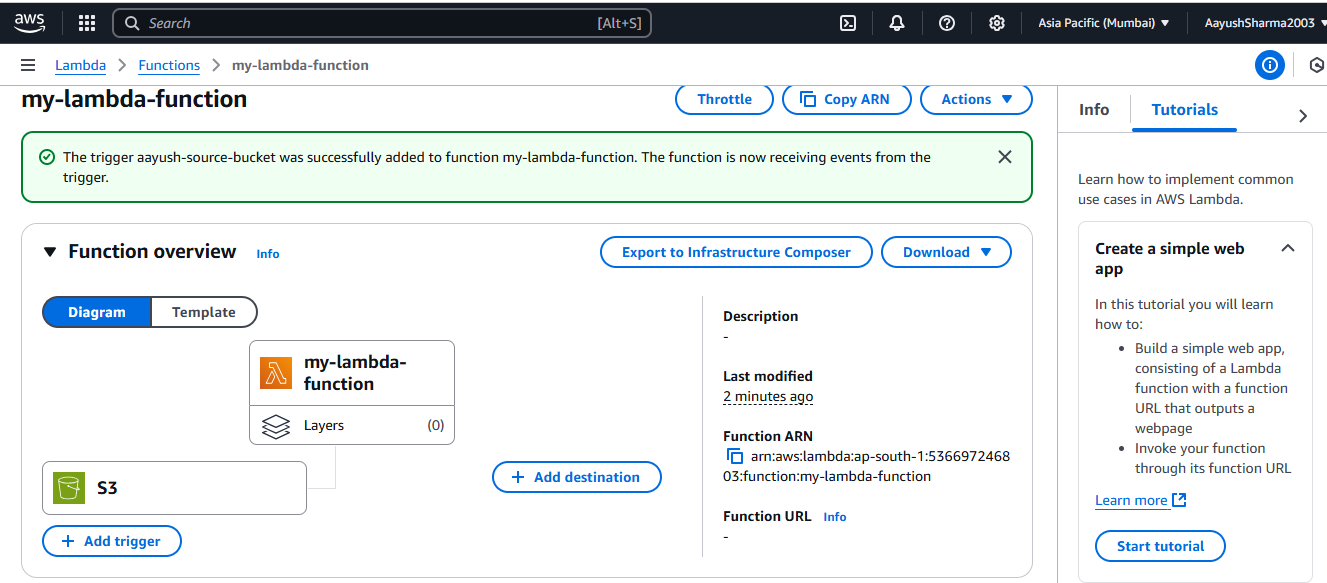 aws
Search
[Alt+S]
Asia Pacific (Mumbai)
AayushSharma2003
Lambda
Functions
my-lambda-function
my-lambda-function
Throttle
Copy ARN
Actions
The trigger aayush-source-bucket was successfully added to function my-lambda-function. The function is now receiving events from the
trigger.
Function overview
Info
Export to Infrastructure Composer
Download
Diagram
Template
my-lambda-
function
Layers
(0)
S3
+ Add trigger
+ Add destination
Description
-
Last modified
2 minutes ago
Function ARN
arn:aws:lambda:ap-south-1:5366972468
03:function:my-lambda-function
Function URL
Info
-
Info
Tutorials
Learn how to implement common
use cases in AWS Lambda.
Create a simple web
app
In this tutorial you will learn
how to:
• Build a simple web app,
consisting of a Lambda
function with a function
URL that outputs a
webpage
• Invoke your function
through its function URL
Learn more
Start tutorial